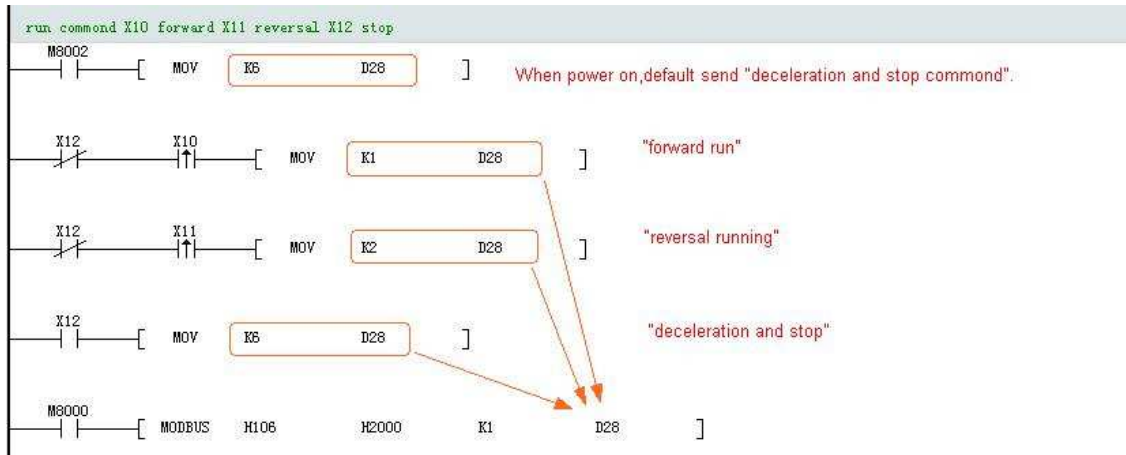 run commond X10 forward X11 reversal X12 stop
M8002
[ MOV K6 D28 ] When power on,default send "deceleration and stop commond".
X12 X10
[ MOV K1 D28 ] "forward run"
X12 X11
[ MOV K2 D28 ] "reversal running"
X12
[ MOV K6 D28 ] "deceleration and stop"
M8000
[ MODBUS H106 H2000 K1 D28 ]